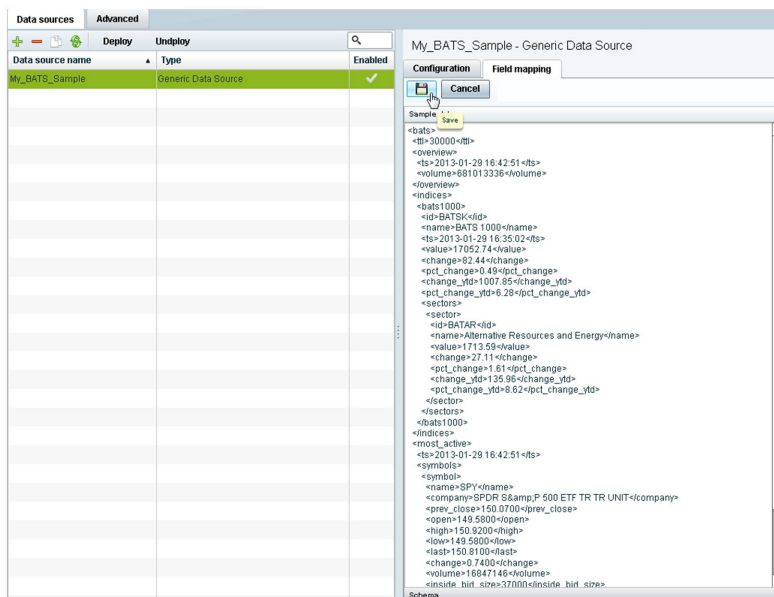 Data sources Advanced
Deploy Undploy
Data source name Type Enabled
My_BATS_Sample Generic Data Source
My_BATS_Sample - Generic Data Source
Configuration Field mapping
Cancel
Sample
Save
<bats>
<ttl>30000</ttl>
<overview>
<ts>2013-01-29 16:42:51</ts>
<volume>681013336</volume>
</overview>
<indices>
<bats1000>
<id>BATSK</id>
<name>BATS 1000</name>
<ts>2013-01-29 16:35:02</ts>
<value>17052.74</value>
<change>82.44</change>
<pct_change>0.49</pct_change>
<change_ytd>1007.85</change_ytd>
<pct_change_ytd>6.28</pct_change_ytd>
<sectors>
<sector>
<id>BATAR</id>
<name>Alternative Resources and Energy</name>
<value>1713.59</value>
<change>27.11</change>
<pct_change>1.61</pct_change>
<change_ytd>135.96</change_ytd>
<pct_change_ytd>8.62</pct_change_ytd>
</sector>
</sectors>
</bats1000>
</indices>
<most_active>
<ts>2013-01-29 16:42:51</ts>
<symbols>
<symbol>
<name>SPY</name>
<company>SPDR S&amp;P 500 ETF TR TR UNIT</company>
<prev_close>150.0700</prev_close>
<open>149.5800</open>
<high>150.9200</high>
<low>149.5800</low>
<last>150.8100</last>
<change>0.7400</change>
<volume>16847146</volume>
<inside_bid_size>37000</inside_bid_size>
Schema